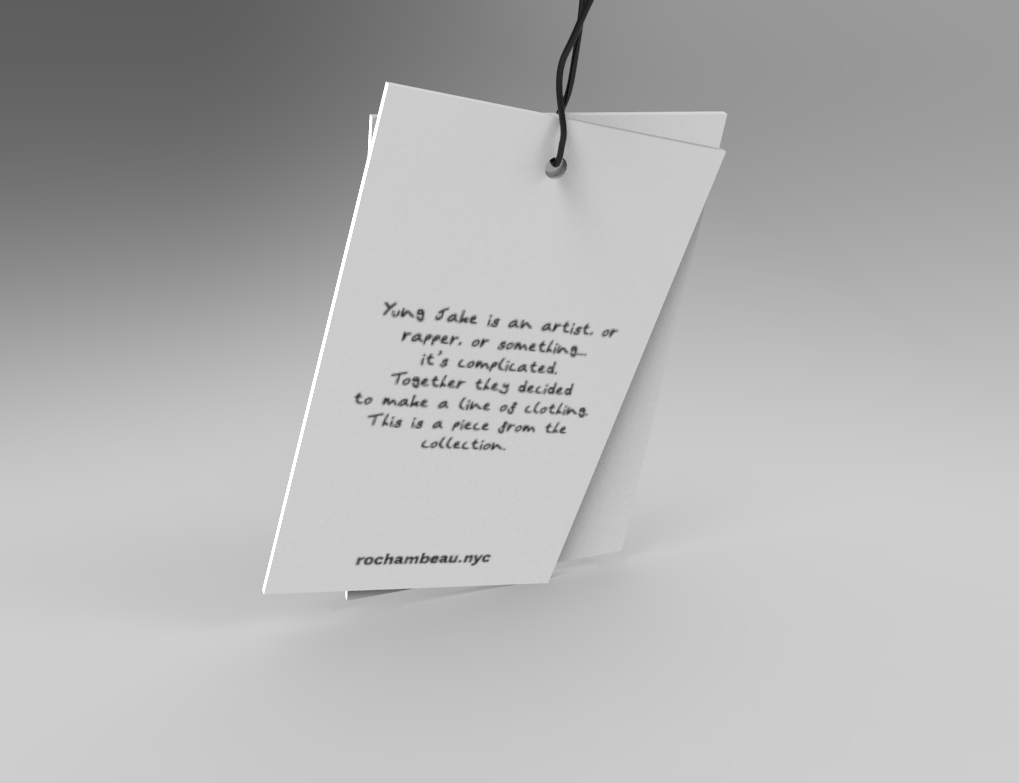 Yung Jake is an artist, or
rapper, or something...
it's complicated.
Together they decided
to make a line of clothing.
This is a piece from the
collection.
rochambeau.nyc